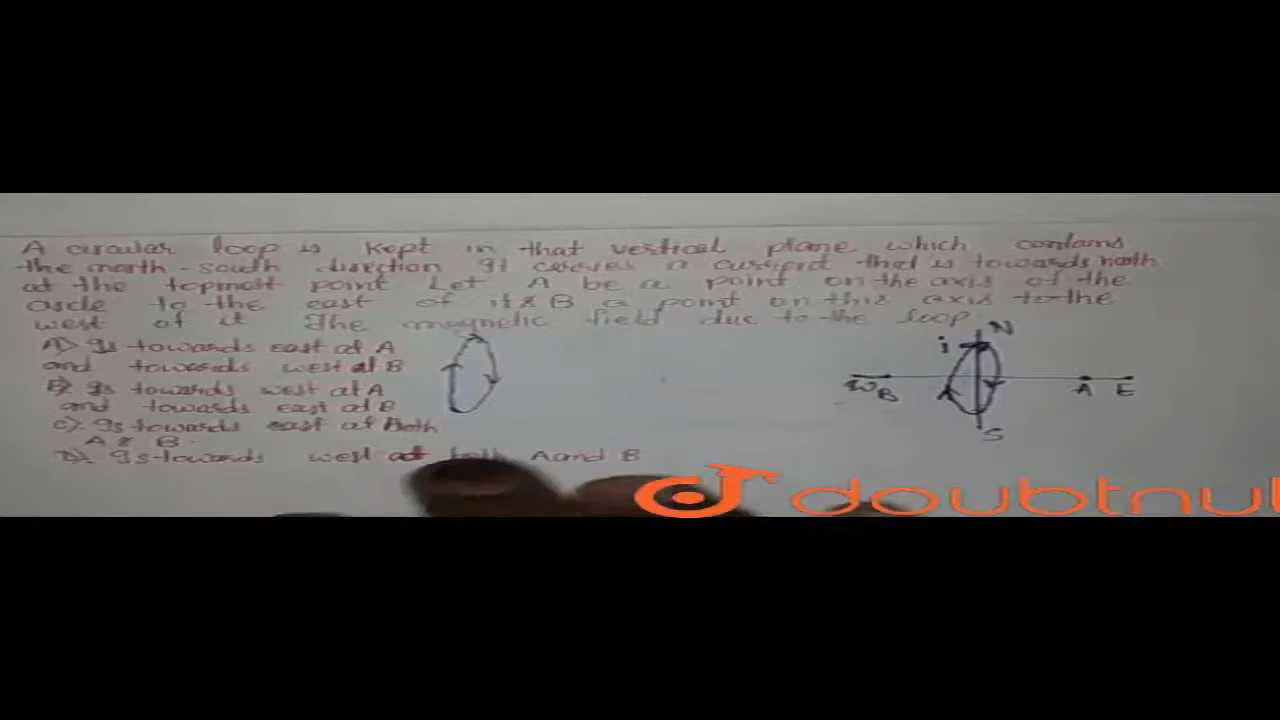 A circular loop is kept in that vertical plane which contains
the north-south direction It carries a current that is towards north
at the topmost point Let A be a point on the axis of the
circle to the east of it & B a point on this axis to the
west of it The magnetic field due to the loop
A) Is towards east at A
and towards west at B
B) Is towards west at A
and towards east at B
C) Is towards east at Both
A & B.
D) Is towards west at both A and B
N
i
W B A E
S
doubtnut